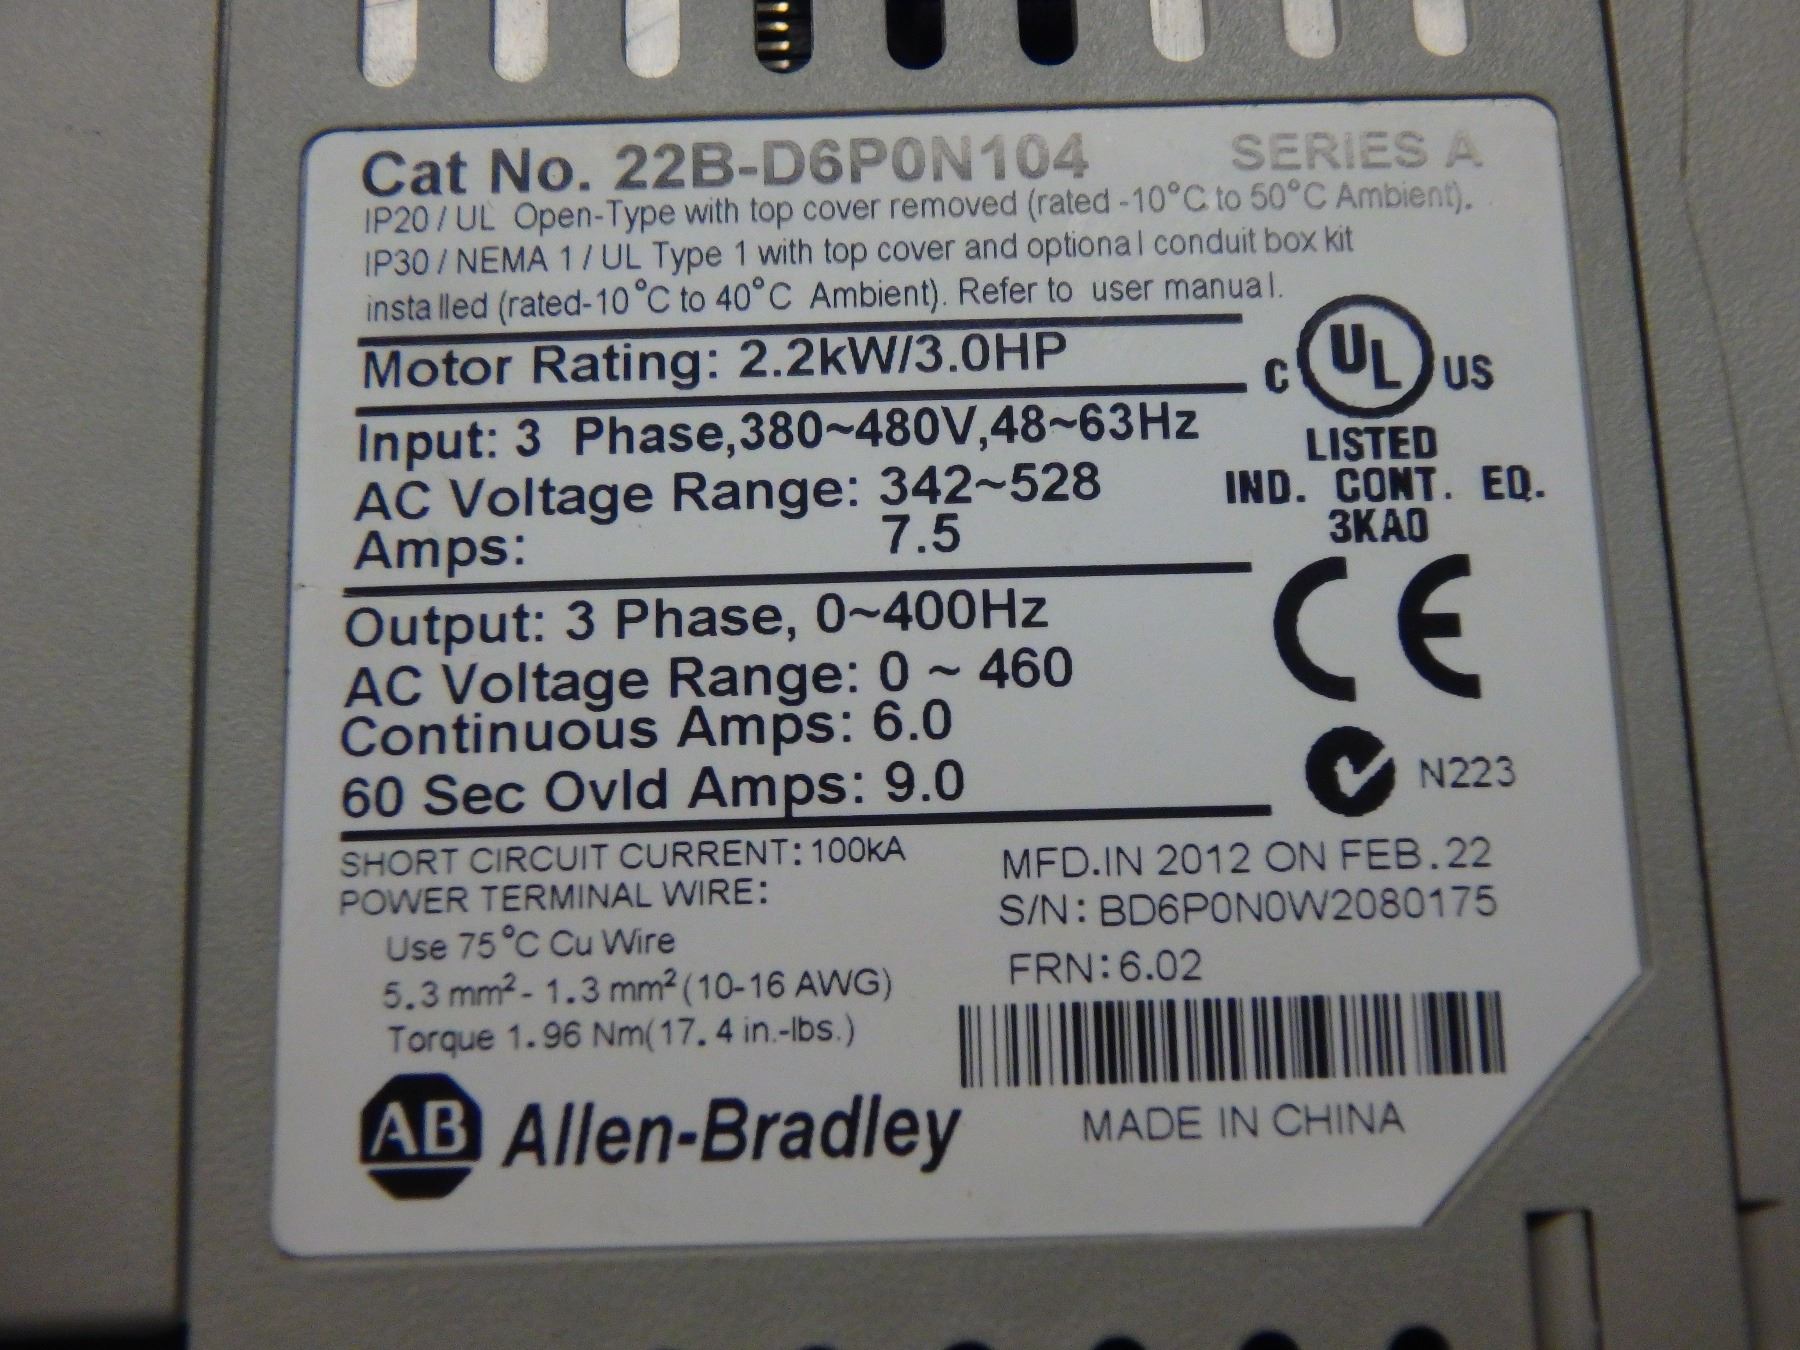 Cat No. 22B-D6P0N104 SERIES A
IP20 / UL Open-Type with top cover removed (rated -10°C to 50°C Ambient).
IP30 / NEMA 1 / UL Type 1 with top cover and optional conduit box kit
installed (rated-10°C to 40°C Ambient). Refer to user manual.
Motor Rating: 2.2kW/3.0HP
C UL US
LISTED
IND. CONT. EQ.
3KA0
Input: 3 Phase,380~480V,48~63Hz
AC Voltage Range: 342~528
Amps: 7.5
CE
Output: 3 Phase, 0~400Hz
AC Voltage Range: 0 ~ 460
Continuous Amps: 6.0
60 Sec Ovld Amps: 9.0
N223
SHORT CIRCUIT CURRENT: 100kA
POWER TERMINAL WIRE:
Use 75°C Cu Wire
5.3 mm² - 1.3 mm² (10-16 AWG)
Torque 1.96 Nm(17.4 in.-lbs.)
MFD.IN 2012 ON FEB.22
S/N: BD6P0N0W2080175
FRN:6.02
AB Allen-Bradley
MADE IN CHINA